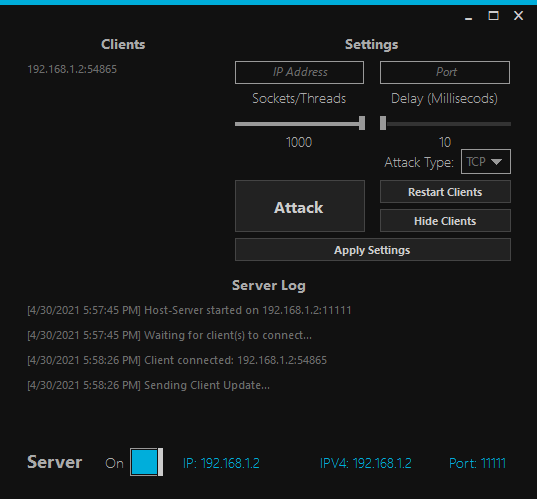 Clients
192.168.1.2:54865
Settings
IP Address
Port
Sockets/Threads
Delay (Millisecods)
1000
10
Attack Type: TCP
Attack
Restart Clients
Hide Clients
Apply Settings
Server Log
[4/30/2021 5:57:45 PM] Host-Server started on 192.168.1.2:11111
[4/30/2021 5:57:45 PM] Waiting for client(s) to connect...
[4/30/2021 5:58:26 PM] Client connected: 192.168.1.2:54865
[4/30/2021 5:58:26 PM] Sending Client Update...
Server On IP: 192.168.1.2 IPV4: 192.168.1.2 Port: 11111